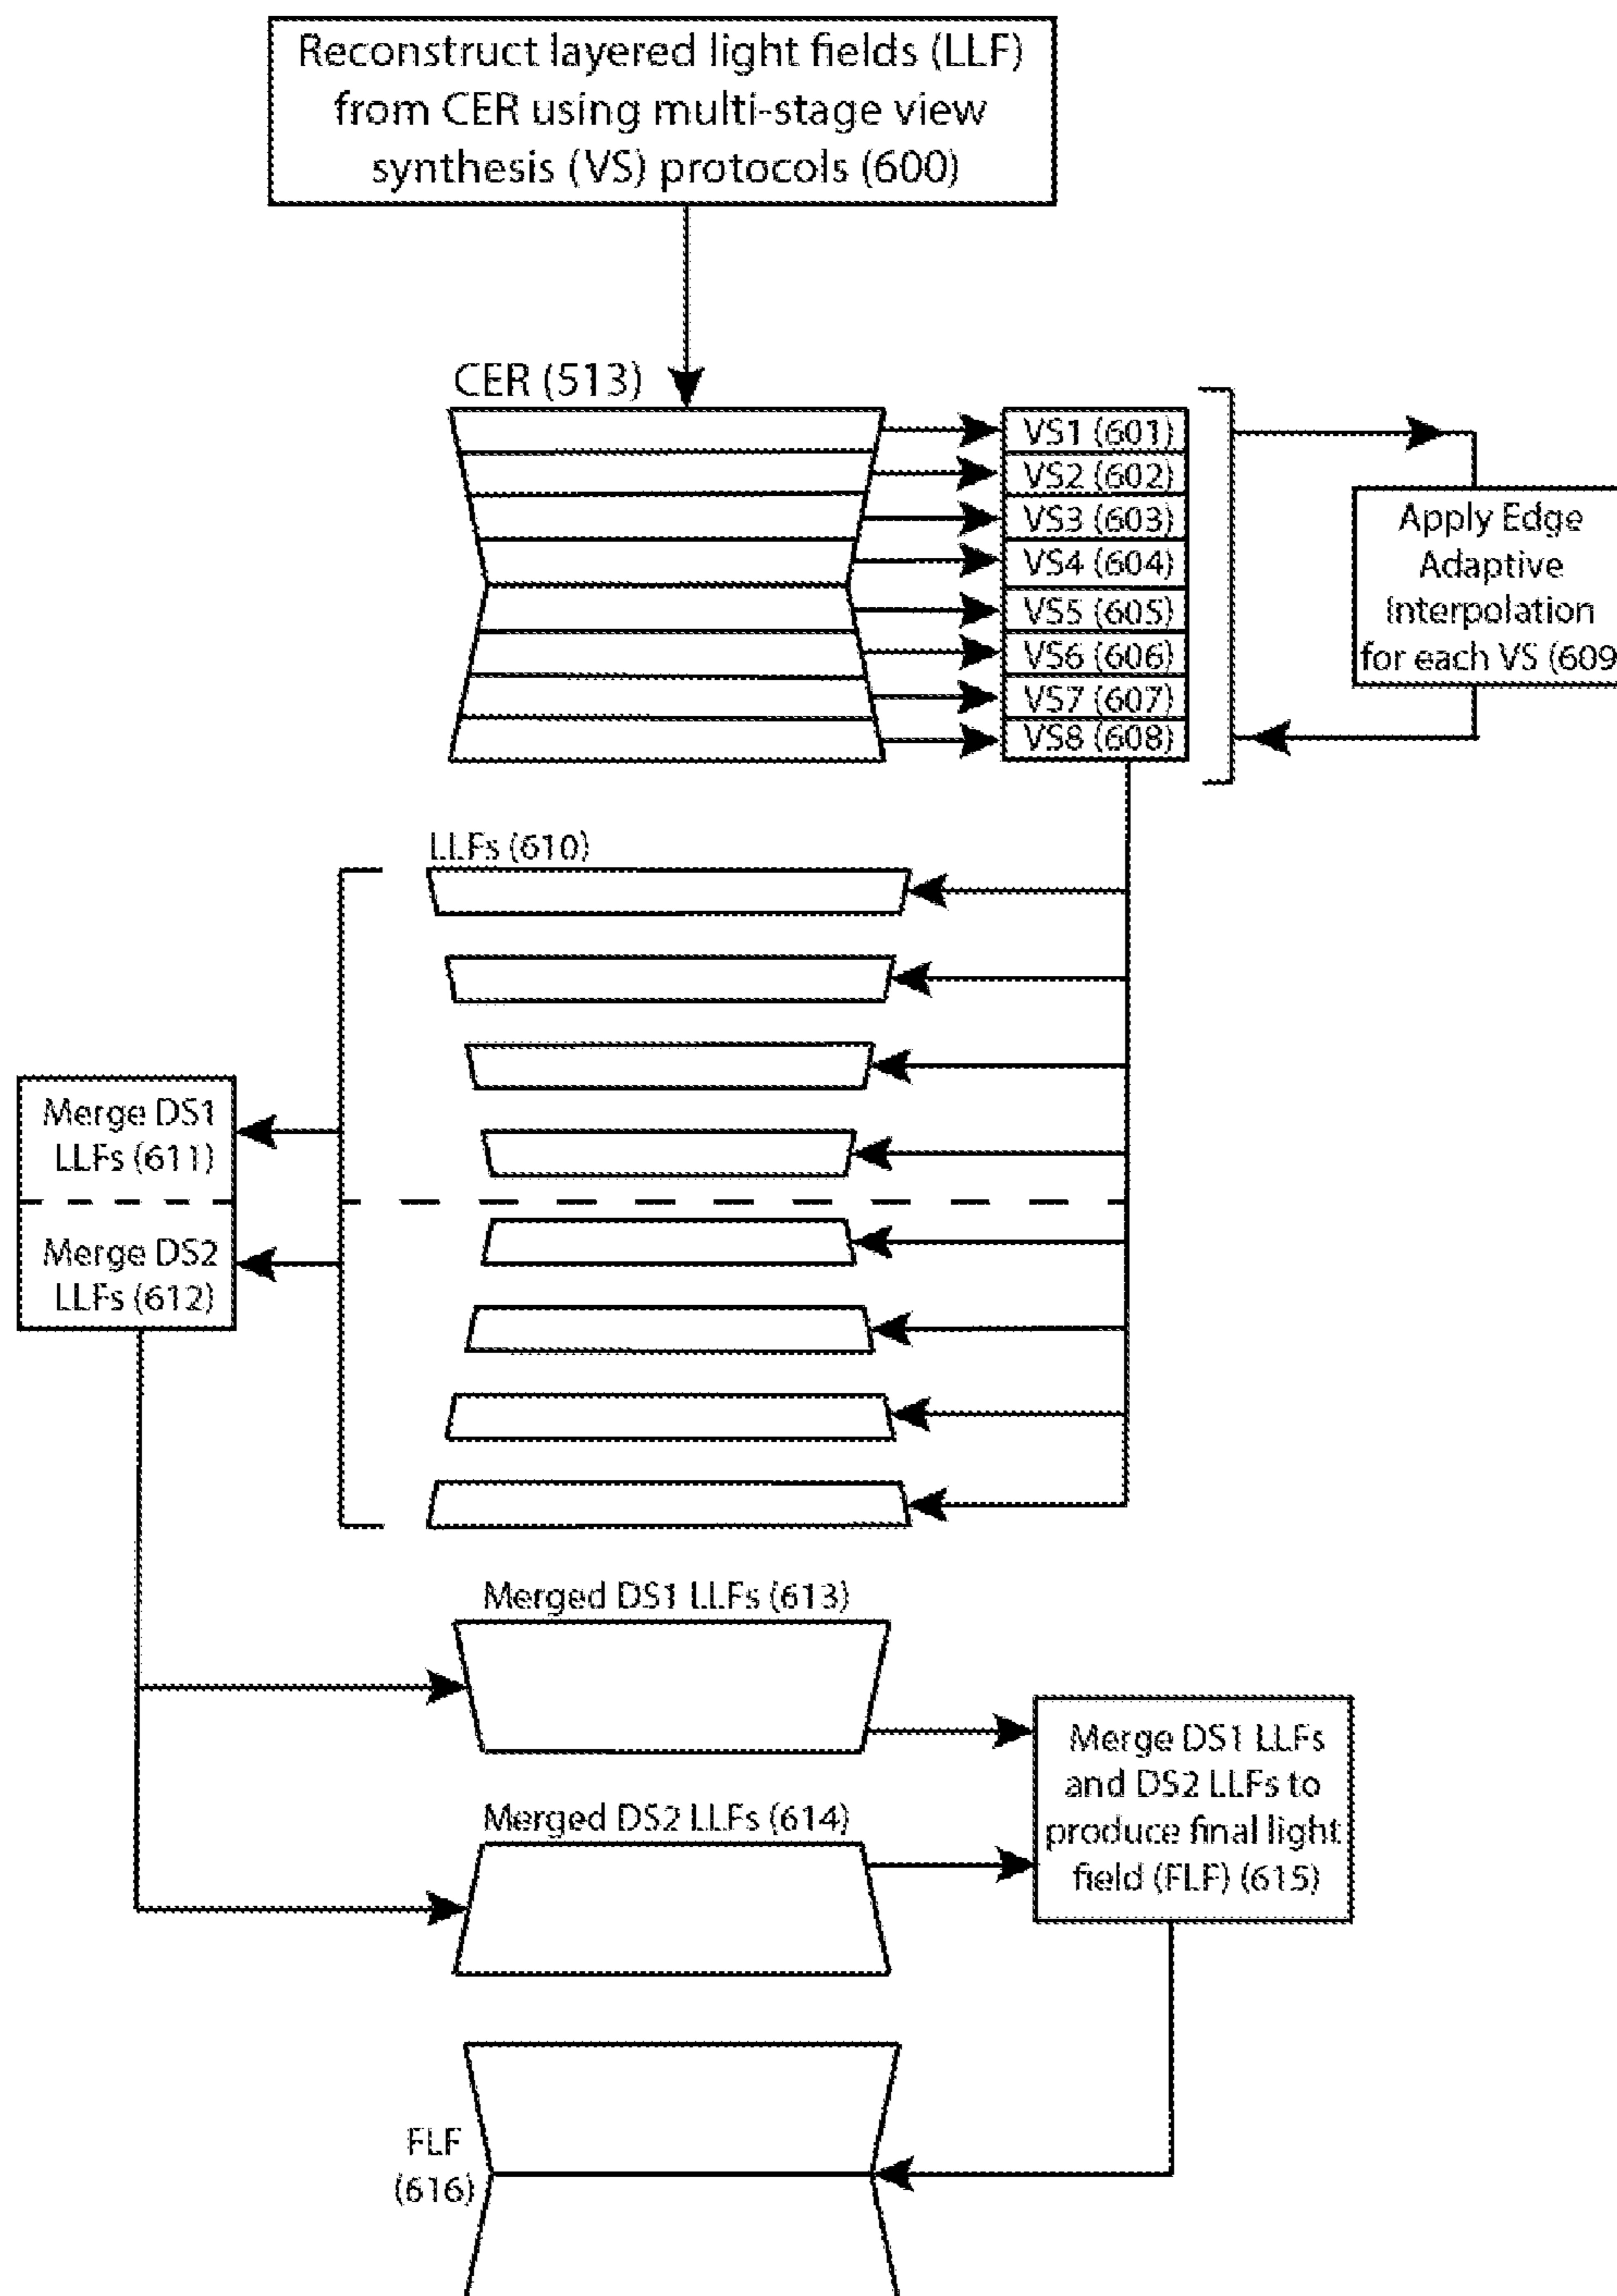 Reconstruct layered light fields (LLF)
from CER using multi-stage view
synthesis (VS) protocols (600)
CER (513)
VS1 (601)
VS2 (602)
VS3 (603)
VS4 (604)
VS5 (605)
VS6 (606)
VS7 (607)
VS8 (608)
Apply Edge
Adaptive
Interpolation
for each VS (609
LLFs (610)
Merge DS1
LLFs (611)
Merge DS2
LLFs (612)
Merged DS1 LLFs (613)
Merged DS2 LLFs (614)
Merge DS1 LLFs
and DS2 LLFs to
produce final light
field (FLF) (615)
FLF
(616)